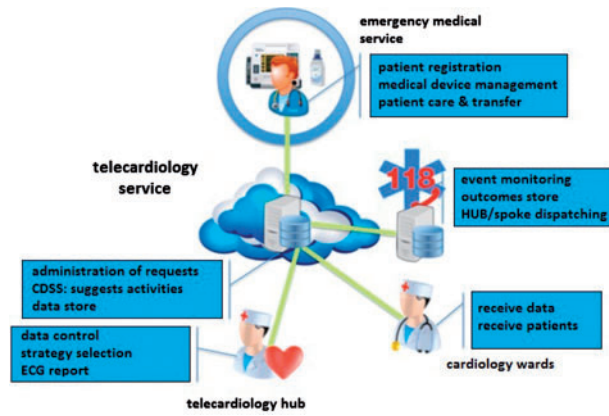 emergency medical
service
patient registration
medical device management
patient care & transfer
telecardiology
service
118
event monitoring
outcomes store
HUB/spoke dispatching
administration of requests
CDSS: suggests activities
data store
receive data
receive patients
data control
strategy selection
ECG report
cardiology wards
telecardiology hub